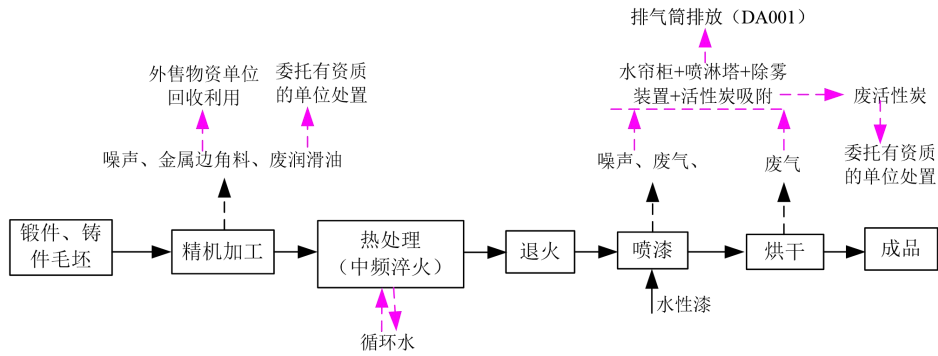 排气筒排放（DA001）
外售物资单位
回收利用
委托有资质
的单位处置
水帘柜+喷淋塔+除雾
装置+活性炭吸附
废活性炭
噪声、金属边角料、废润滑油
噪声、废气、
废气
委托有资质
的单位处置
锻件、铸
件毛坯
精机加工
热处理
（中频淬火）
退火
喷漆
烘干
成品
水性漆
循环水